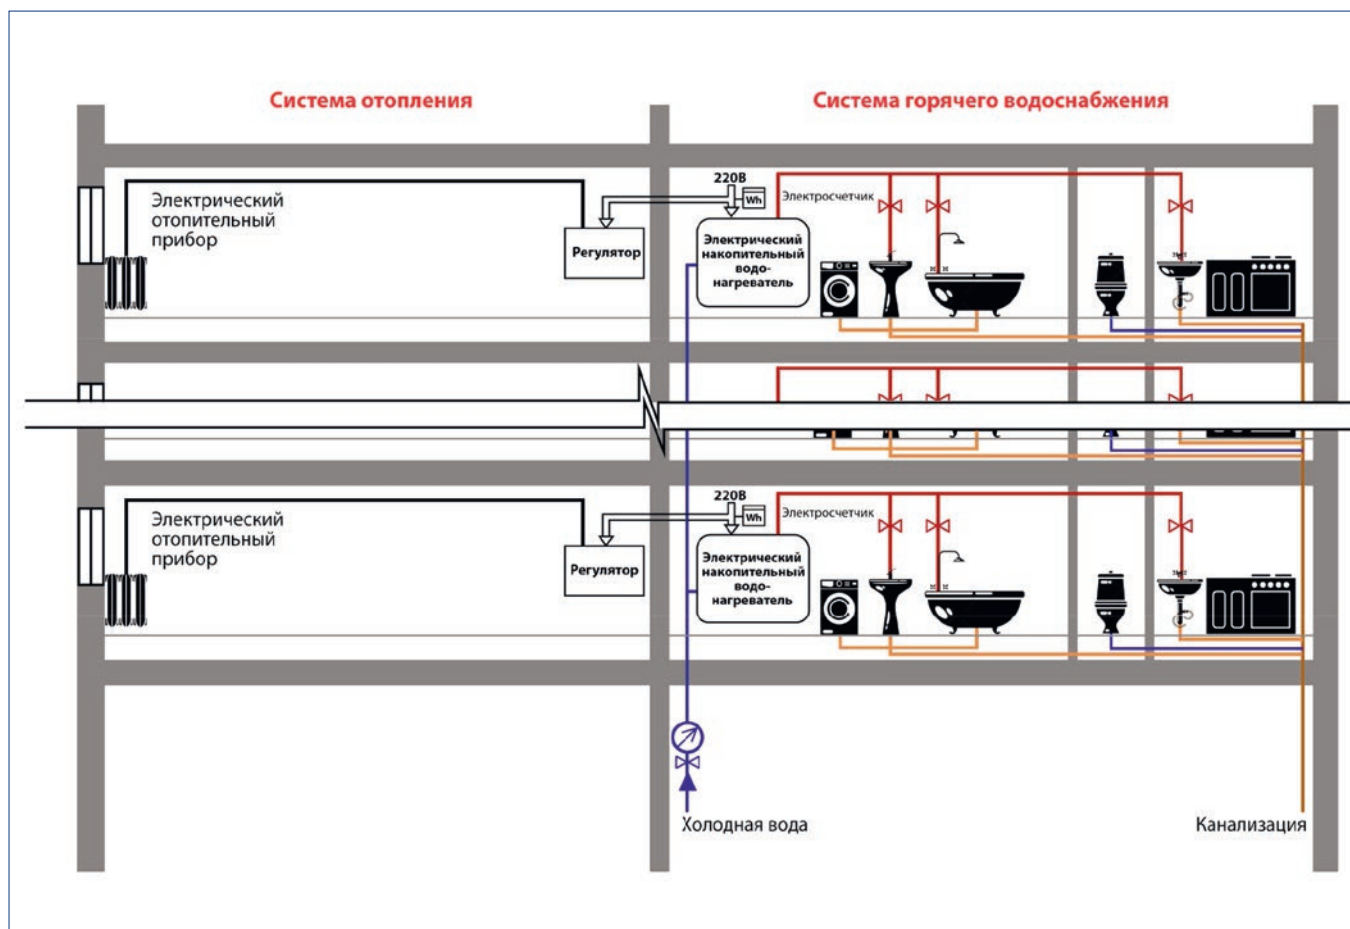 Система отопления
Система горячего водоснабжения
Электрический
отопительный
прибор
Регулятор
220В
Wh
Электросчетчик
Электрический
накопительный
водо-
нагреватель
Электрический
отопительный
прибор
Регулятор
220В
Wh
Электросчетчик
Электрический
накопительный
водо-
нагреватель
Холодная вода
Канализация